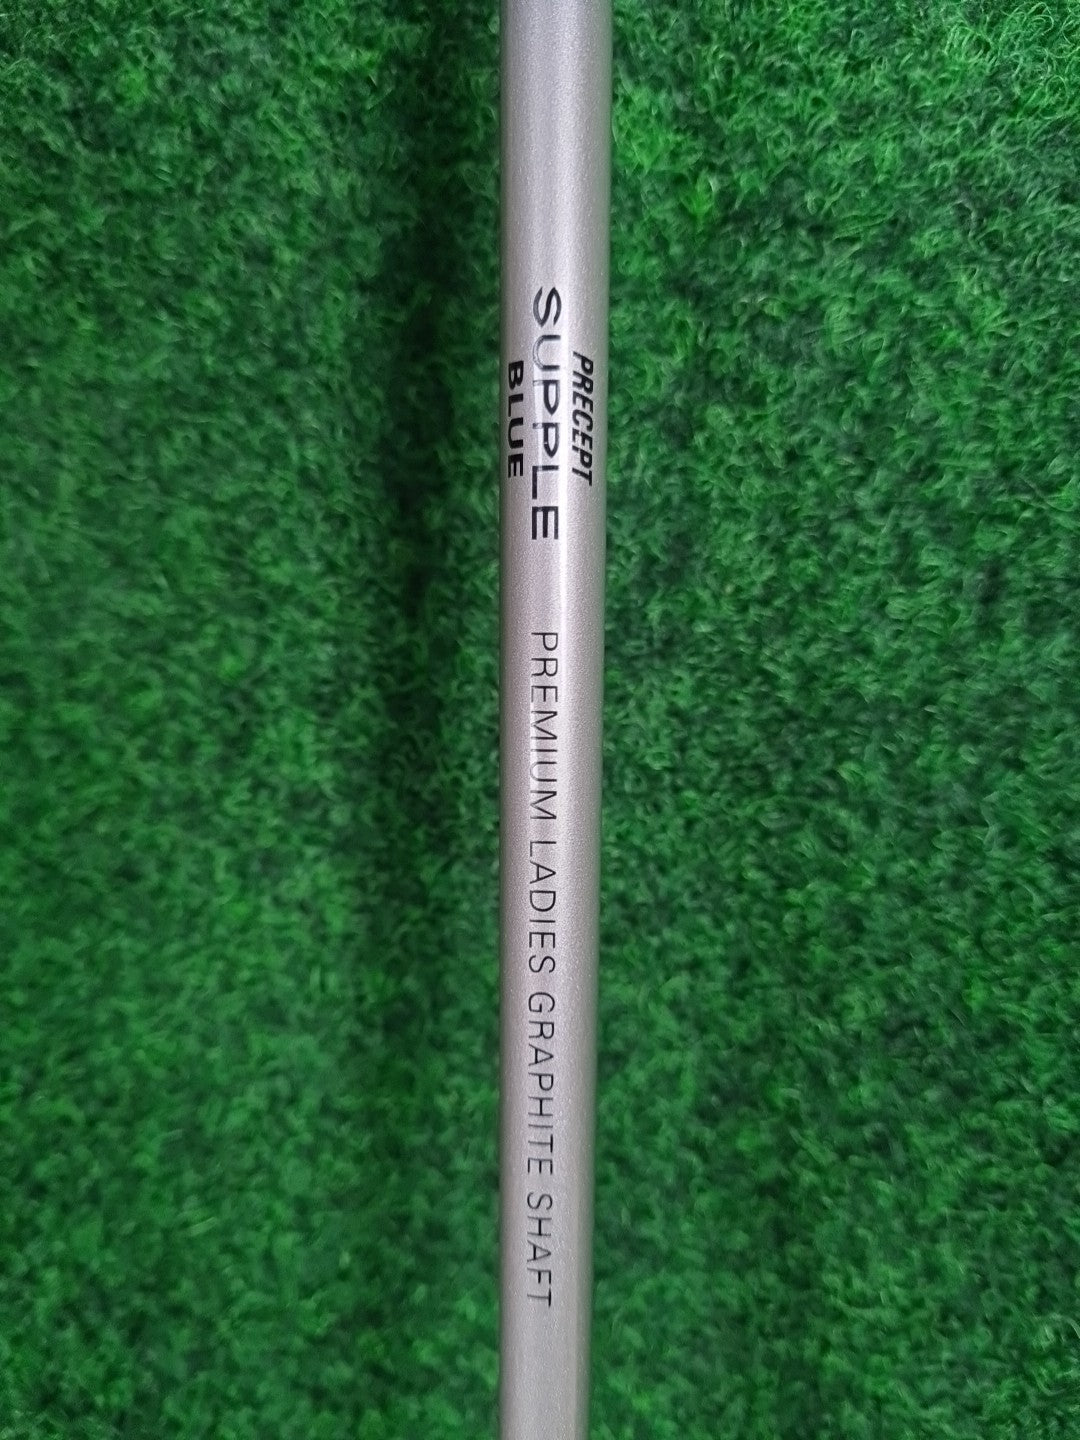 PRECEPT
SUPPLE
BLUE
PREMIUM LADIES GRAPHITE SHAFT